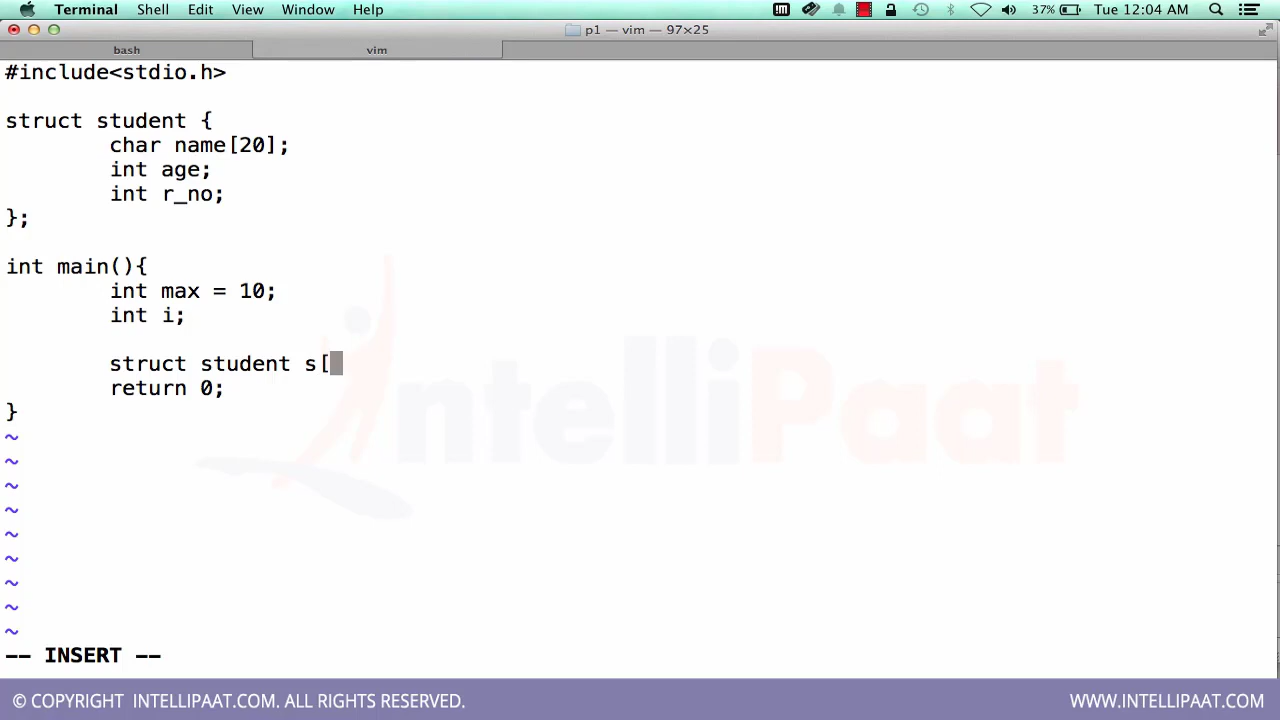 Terminal Shell Edit View Window Help 37% Tue 12:04 AM
p1 — vim — 97×25
bash vim
#include<stdio.h>
struct student {
char name[20];
int age;
int r_no;
};
int main(){
int max = 10;
int i;
struct student s[
return 0;
}
~
~
~
~
~
~
~
~
~
-- INSERT --
IntelliPaat
© COPYRIGHT INTELLIPAAT.COM. ALL RIGHTS RESERVED. WWW.INTELLIPAAT.COM